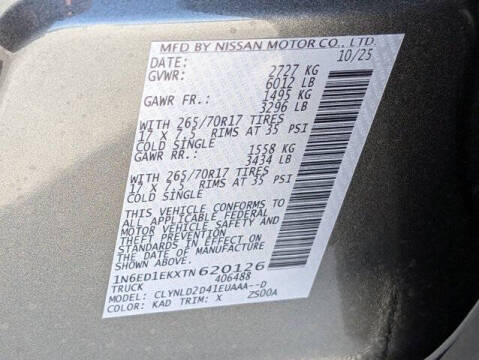 MFD BY NISSAN MOTOR CO., LTD.
DATE: 10/25
GVWR: 2727 KG
6012 LB
GAWR FR.: 1495 KG
3296 LB
WITH 265/70R17 TIRES
17 X 7.5 RIMS AT 35 PSI
COLD SINGLE
GAWR RR.: 1558 KG
3434 LB
WITH 265/70R17 TIRES
17 X 7.5 RIMS AT 35 PSI
COLD SINGLE
THIS VEHICLE CONFORMS TO
ALL APPLICABLE FEDERAL
MOTOR VEHICLE SAFETY AND
THEFT PREVENTION
STANDARDS IN EFFECT ON
THE DATE OF MANUFACTURE
SHOWN ABOVE.
1N6ED1EKXTN620126
TRUCK 406488
MODEL: CLYNLD2D41EUAAA--D
COLOR: KAD TRIM: X ZS00A